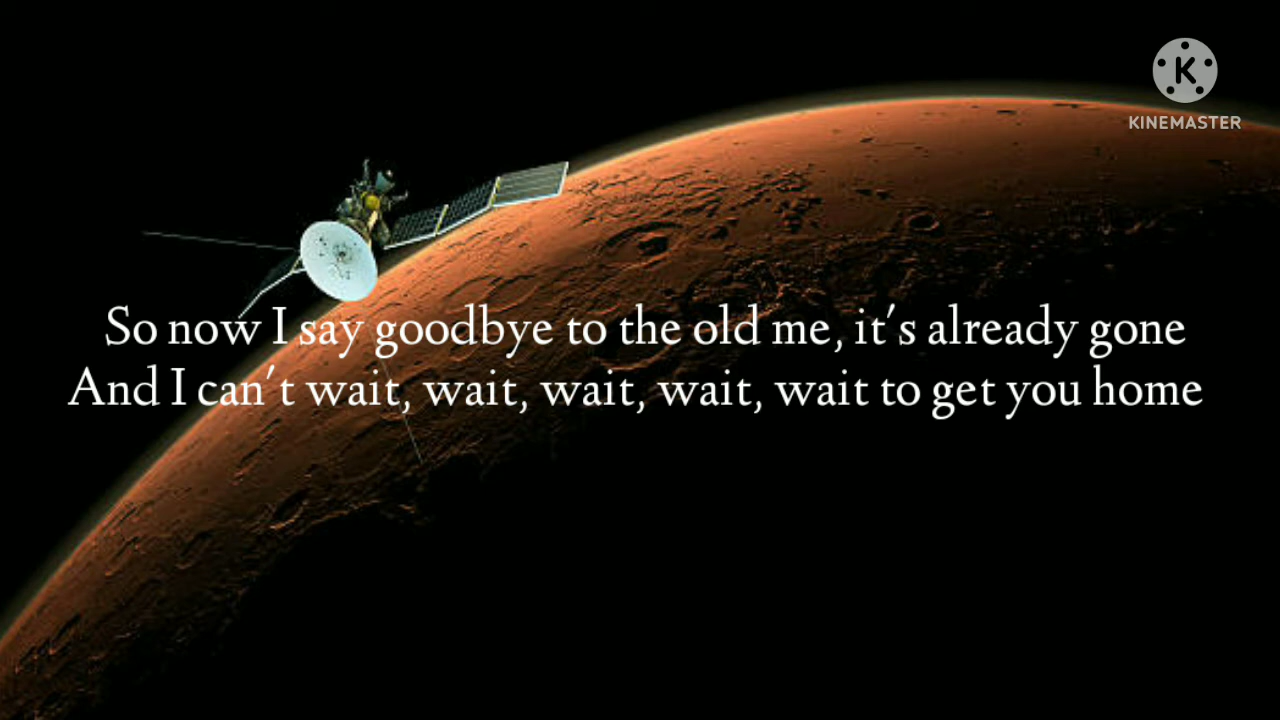 KINEMASTER
So now I say goodbye to the old me, it's already gone
And I can't wait, wait, wait, wait, wait to get you home